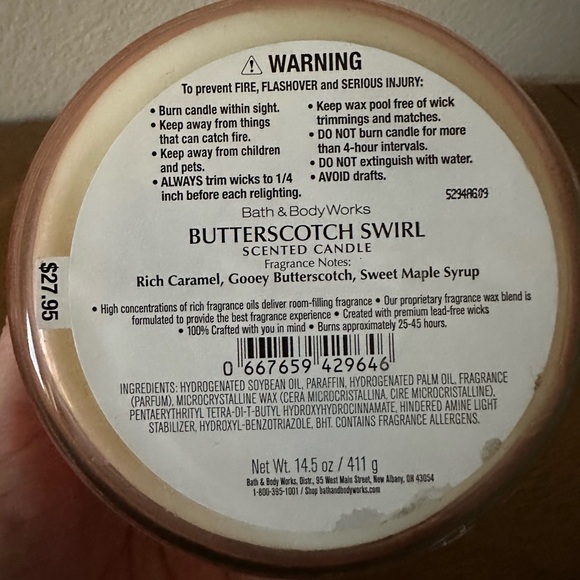 ⚠ WARNING
To prevent FIRE, FLASHOVER and SERIOUS INJURY:
• Burn candle within sight.
• Keep away from things
that can catch fire.
• Keep away from children
and pets.
• ALWAYS trim wicks to 1/4
inch before each relighting.
• Keep wax pool free of wick
trimmings and matches.
• DO NOT burn candle for more
than 4-hour intervals.
• DO NOT extinguish with water.
• AVOID drafts.
5294AG09
Bath & Body Works
BUTTERSCOTCH SWIRL
SCENTED CANDLE
Fragrance Notes:
Rich Caramel, Gooey Butterscotch, Sweet Maple Syrup
$27.95
• High concentrations of rich fragrance oils deliver room-filling fragrance • Our proprietary fragrance wax blend is
formulated to provide the best fragrance experience • Created with premium lead-free wicks
• 100% Crafted with you in mind • Burns approximately 25-45 hours.
0 667659 429646
INGREDIENTS: HYDROGENATED SOYBEAN OIL, PARAFFIN, HYDROGENATED PALM OIL, FRAGRANCE
(PARFUM), MICROCRYSTALLINE WAX (CERA MICROCRISTALLINA, CIRE MICROCRISTALLINE),
PENTAERYTHRITYL TETRA-DI-T-BUTYL HYDROXYHYDROCINNAMATE, HINDERED AMINE LIGHT
STABILIZER, HYDROXYL-BENZOTRIAZOLE, BHT. CONTAINS FRAGRANCE ALLERGENS.
Net Wt. 14.5 oz / 411 g
Bath & Body Works, Distr., 95 West Main Street, New Albany, OH 43054
1-800-395-1001 / Shop bathandbodyworks.com